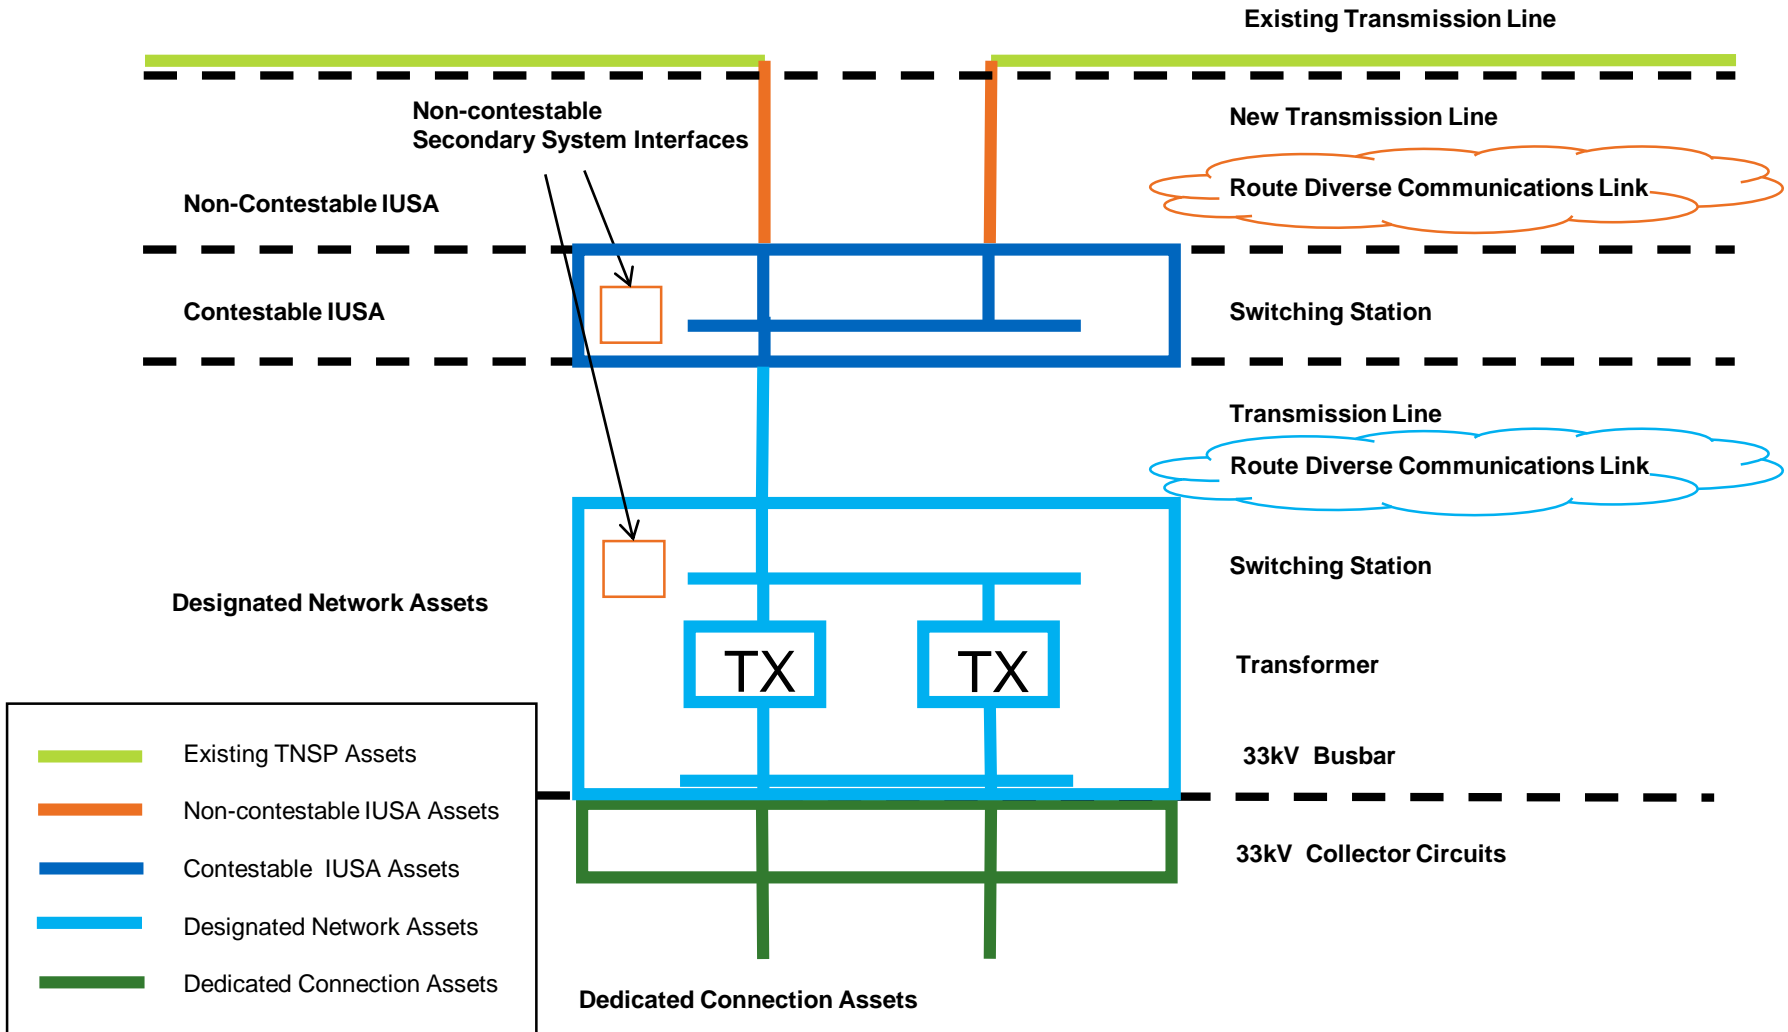 Existing Transmission Line
Non-contestable
Secondary System Interfaces
New Transmission Line
Route Diverse Communications Link
Non-Contestable IUSA
Contestable IUSA
Switching Station
Transmission Line
Route Diverse Communications Link
Switching Station
Designated Network Assets
TX
TX
Transformer
33kV Busbar
33kV Collector Circuits
Existing TNSP Assets
Non-contestable IUSA Assets
Contestable IUSA Assets
Designated Network Assets
Dedicated Connection Assets
Dedicated Connection Assets